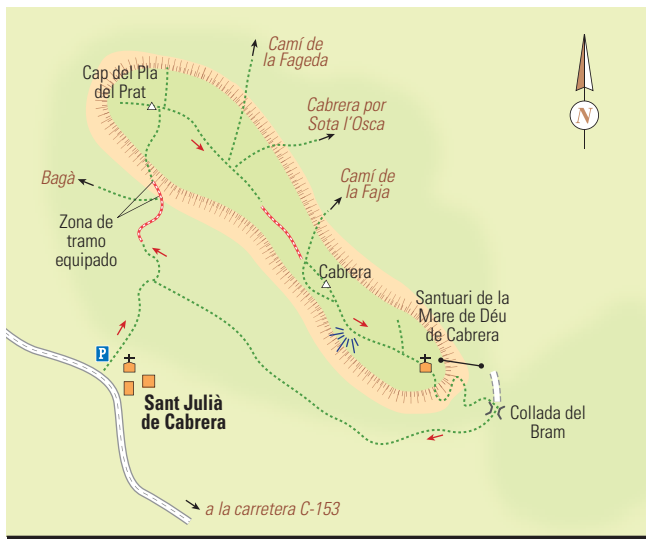 Camí de
la Fageda
Cap del Pla
del Prat
Cabrera por
Sota l'Osca
N
Bagà
Camí de
la Faja
Zona de
tramo
equipado
Cabrera
Santuari de la
Mare de Déu
de Cabrera
P
Sant Julià
de Cabrera
Collada del
Bram
a la carretera C-153